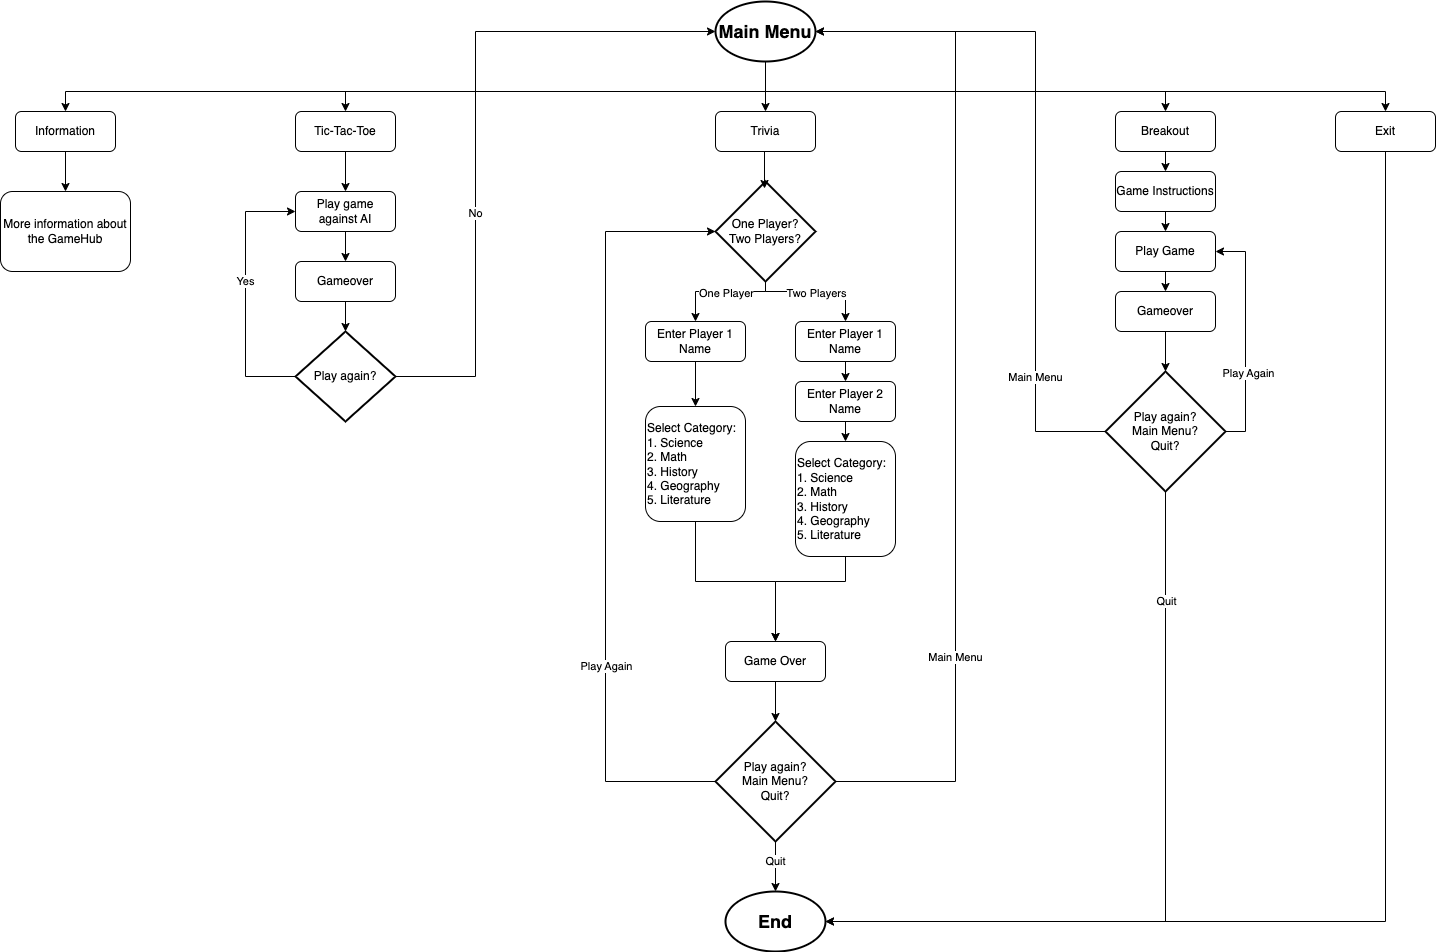 Main Menu
Information
Tic-Tac-Toe
Trivia
Breakout
Exit
More information about
the GameHub
Play game
against AI
Yes
Gameover
Play again?
No
One Player?
Two Players?
One Player
Two Players
Enter Player 1
Name
Enter Player 1
Name
Enter Player 2
Name
Select Category:
1. Science
2. Math
3. History
4. Geography
5. Literature
Select Category:
1. Science
2. Math
3. History
4. Geography
5. Literature
Game Over
Play Again
Main Menu
Play again?
Main Menu?
Quit?
Quit
Game Instructions
Play Game
Gameover
Main Menu
Play Again
Play again?
Main Menu?
Quit?
Quit
End